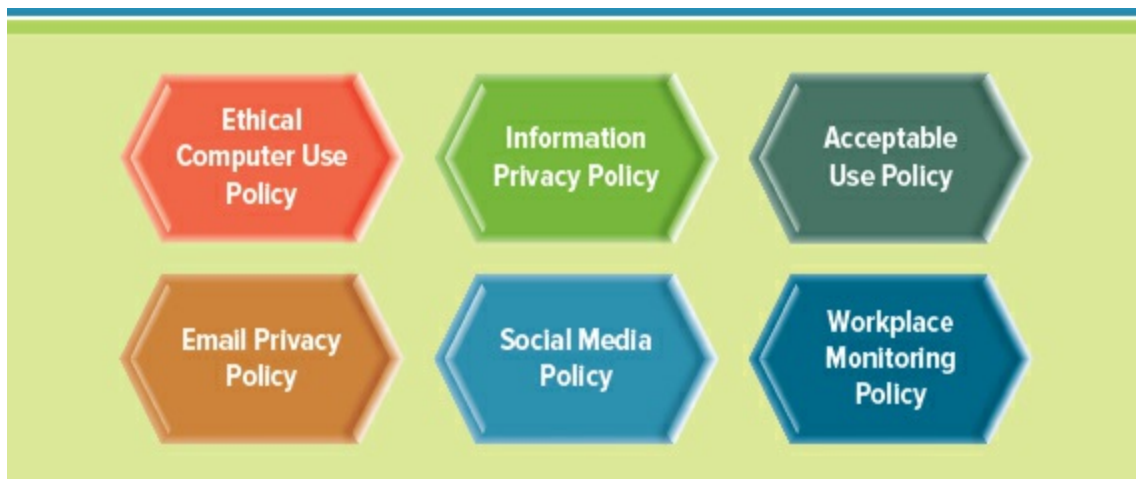 Ethical
Computer Use
Policy
Information
Privacy Policy
Acceptable
Use Policy
Email Privacy
Policy
Social Media
Policy
Workplace
Monitoring
Policy